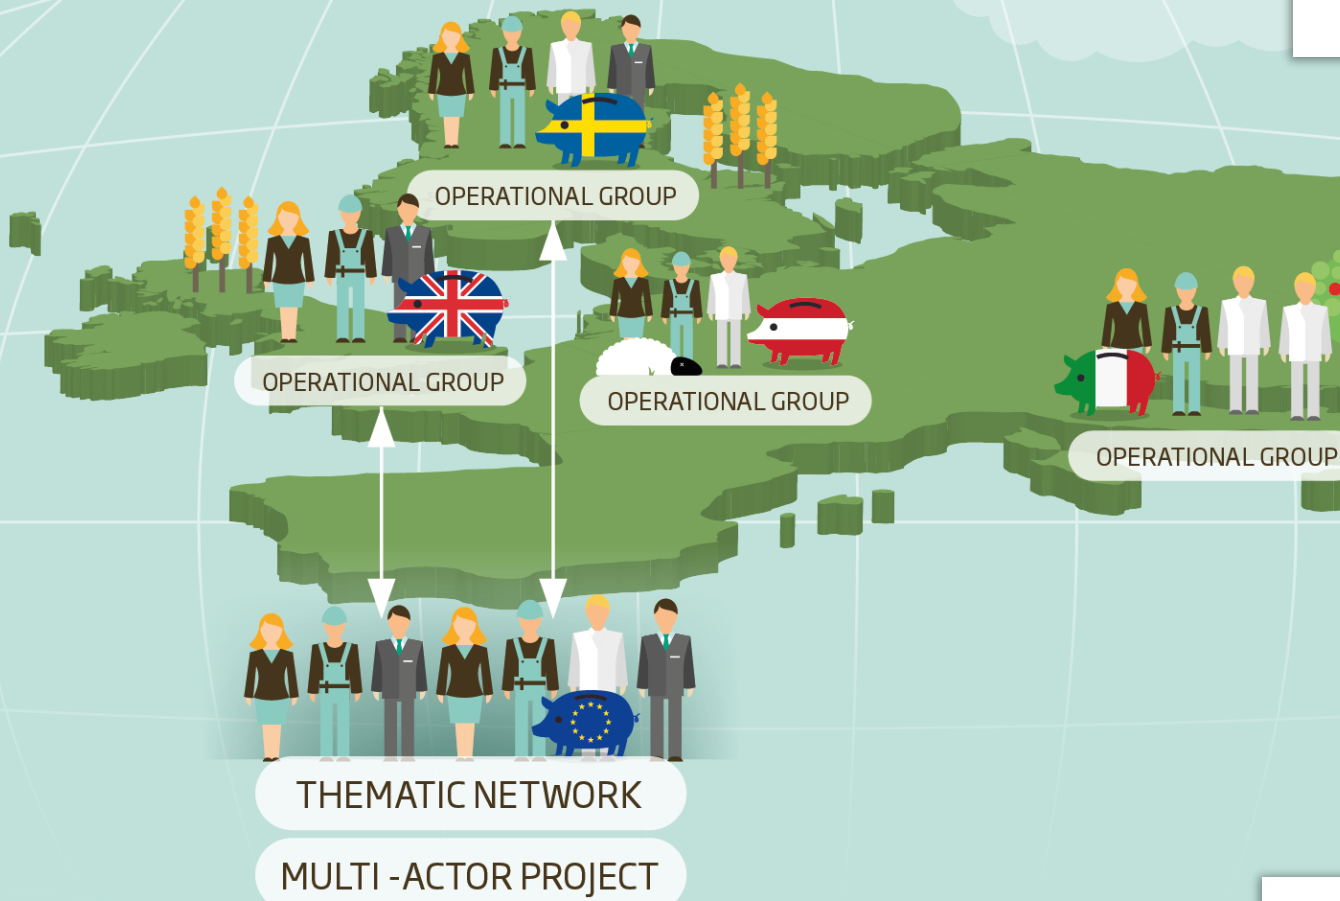 OPERATIONAL GROUP
OPERATIONAL GROUP
OPERATIONAL GROUP
OPERATIONAL GROUP
THEMATIC NETWORK
MULTI -ACTOR PROJECT